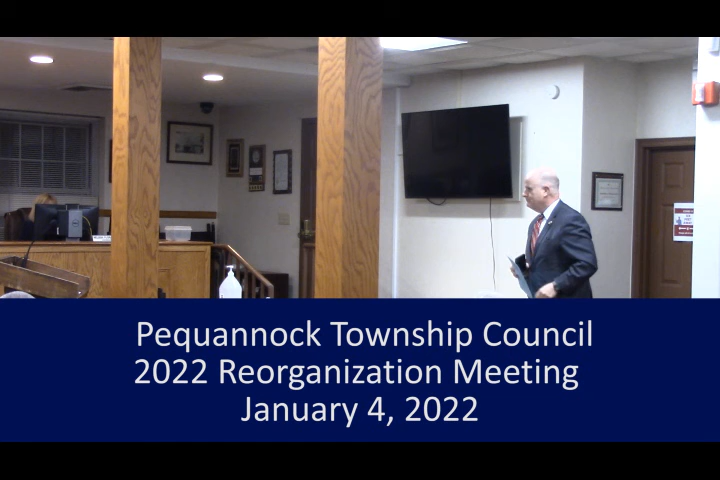 Pequannock Township Council
2022 Reorganization Meeting
January 4, 2022